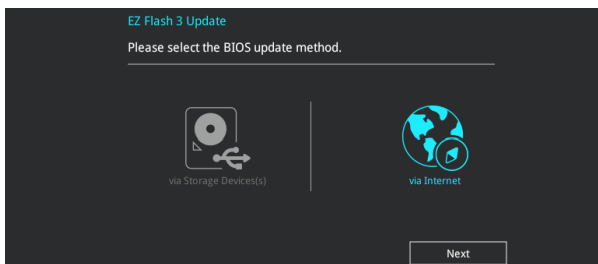 EZ Flash 3 Update
Please select the BIOS update method.
via Storage Devices(s)
via Internet
Next